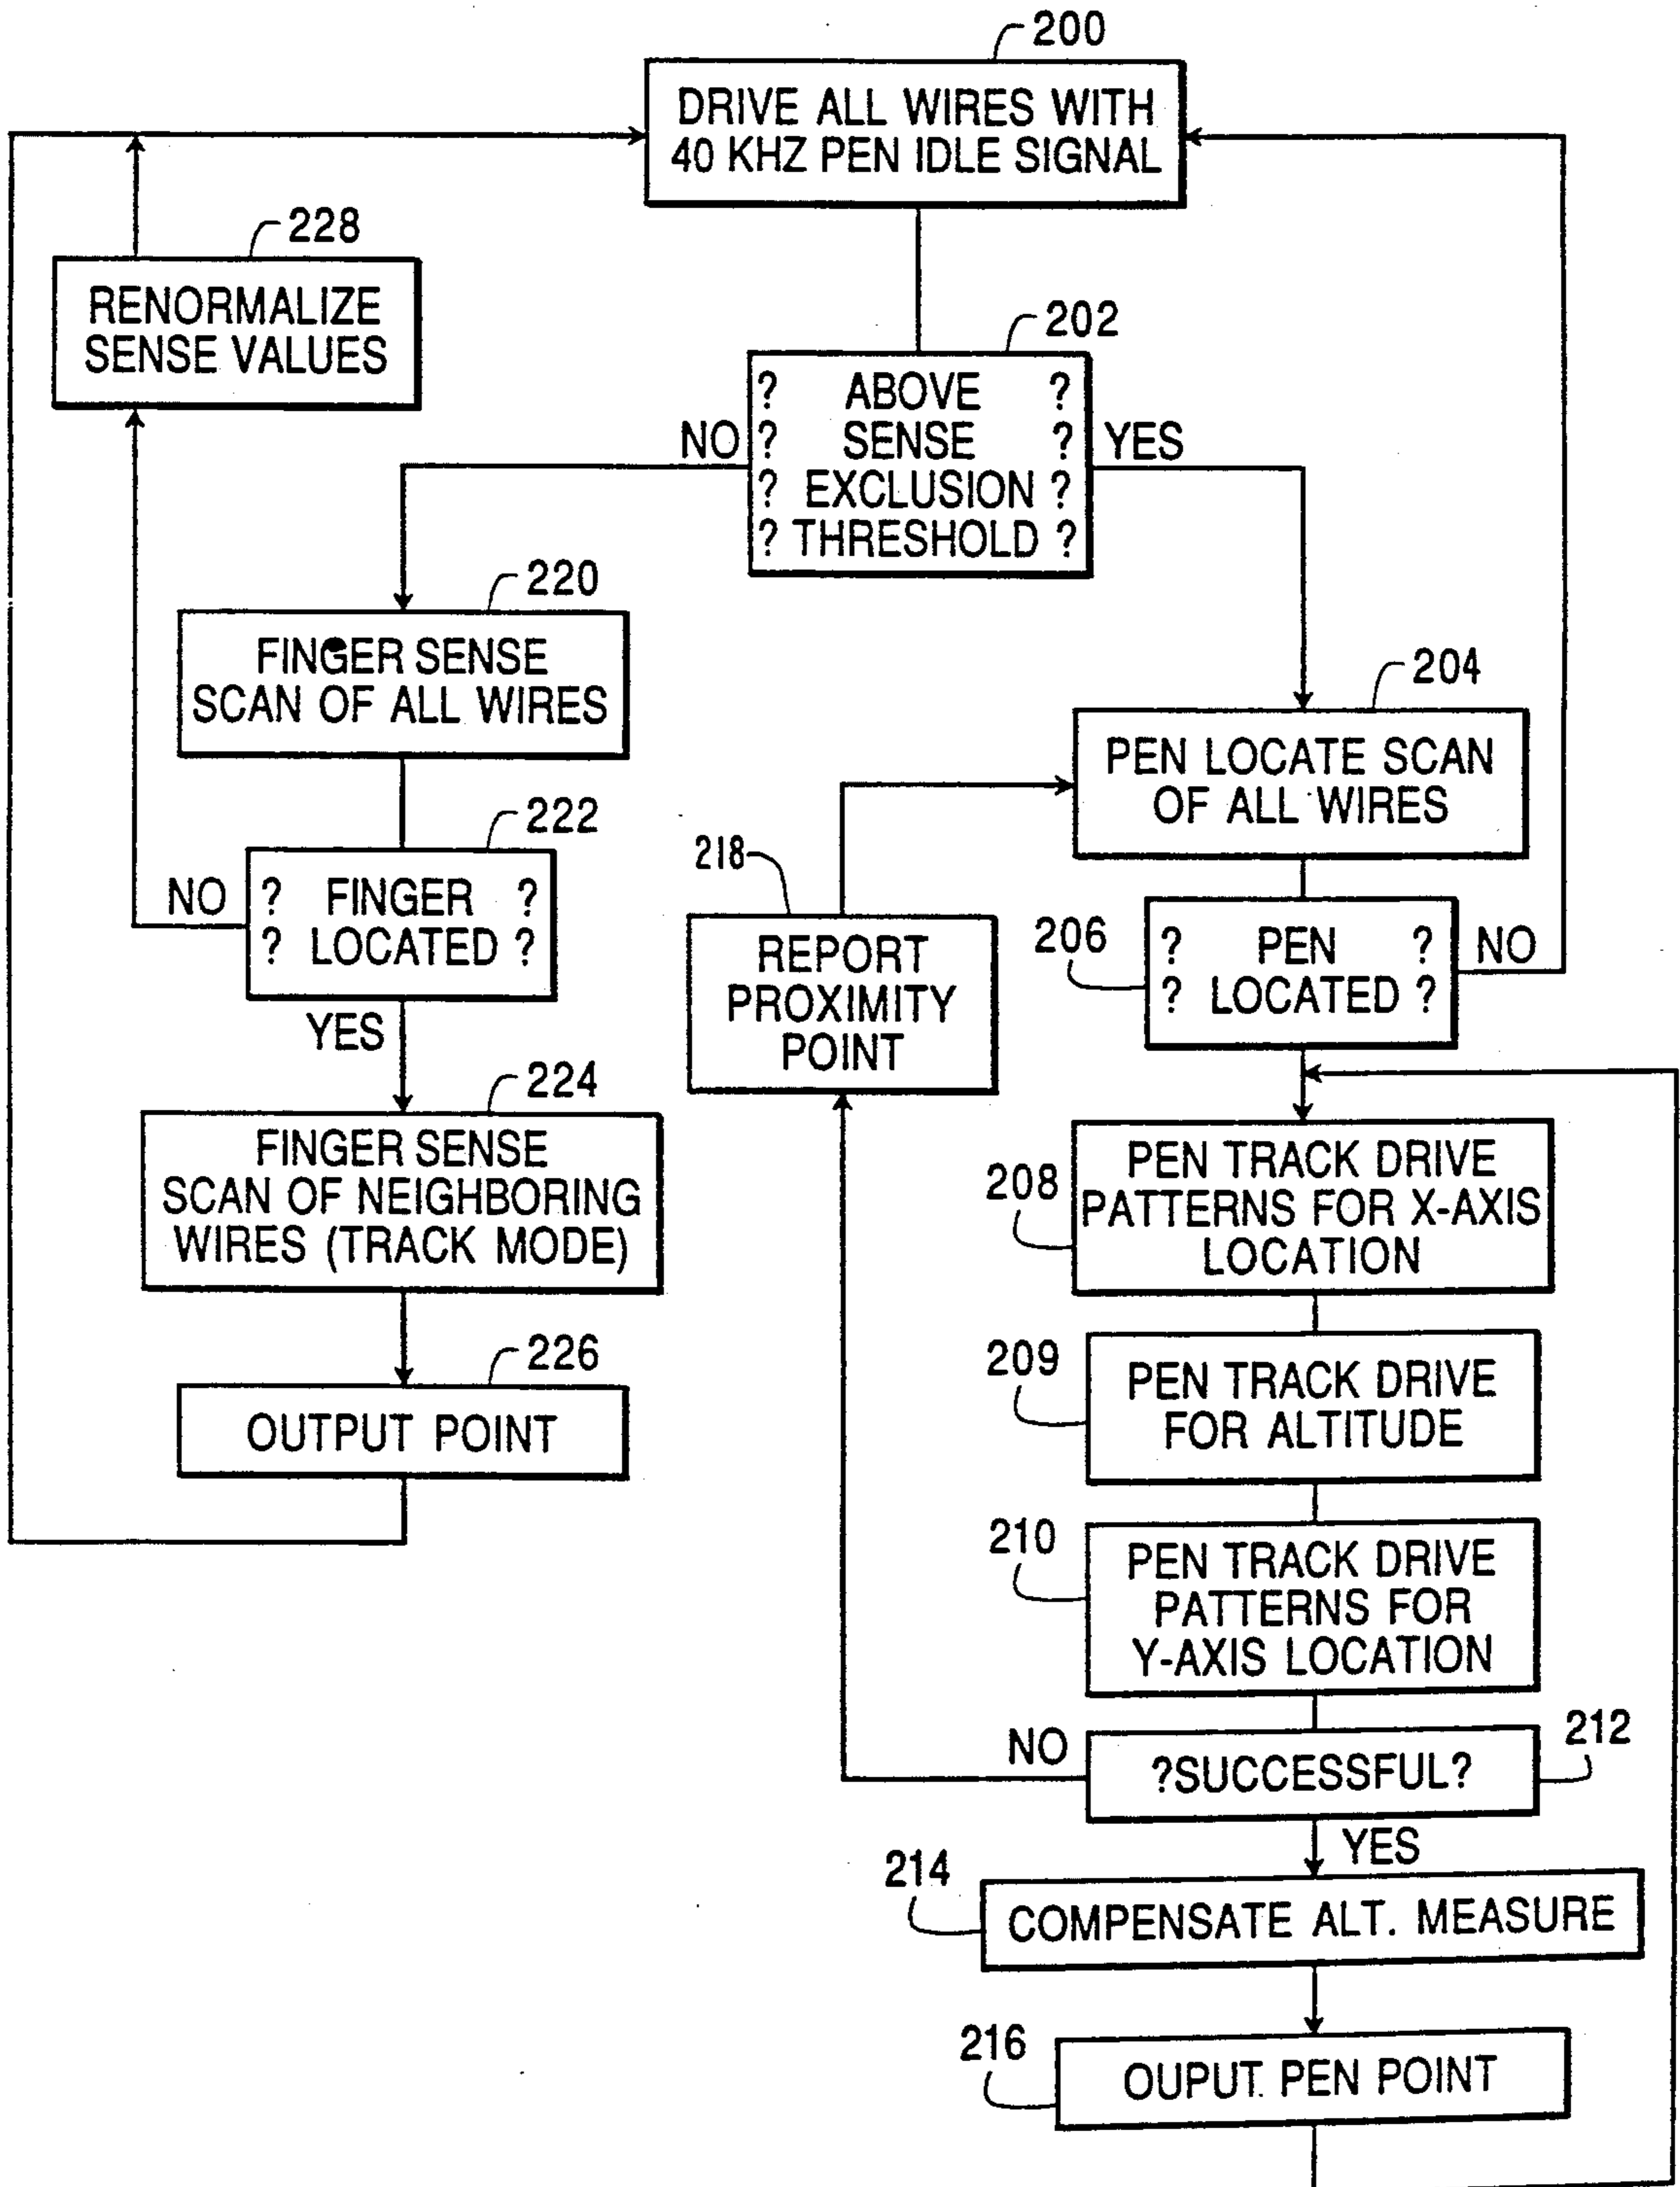 200
DRIVE ALL WIRES WITH
40 KHZ PEN IDLE SIGNAL
228
RENORMALIZE
SENSE VALUES
202
? ABOVE ?
? SENSE ?
? EXCLUSION ?
? THRESHOLD ?
NO
YES
220
FINGER SENSE
SCAN OF ALL WIRES
204
PEN LOCATE SCAN
OF ALL WIRES
222
? FINGER ?
? LOCATED ?
NO
YES
218
REPORT
PROXIMITY
POINT
206
? PEN ?
? LOCATED ?
NO
224
FINGER SENSE
SCAN OF NEIGHBORING
WIRES (TRACK MODE)
208
PEN TRACK DRIVE
PATTERNS FOR X-AXIS
LOCATION
226
OUTPUT POINT
209
PEN TRACK DRIVE
FOR ALTITUDE
210
PEN TRACK DRIVE
PATTERNS FOR
Y-AXIS LOCATION
NO
212
?SUCCESSFUL?
YES
214
COMPENSATE ALT. MEASURE
216
OUPUT PEN POINT